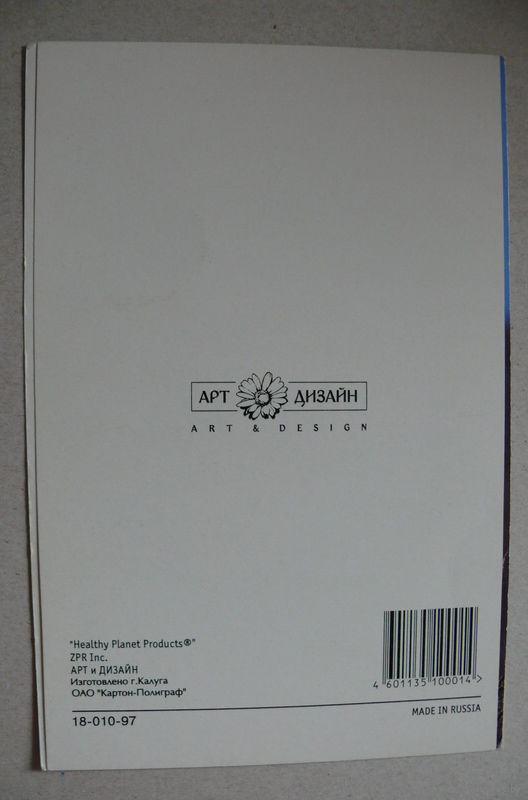 АРТ ДИЗАЙН
ART & DESIGN
"Healthy Planet Products®"
ZPR Inc.
АРТ и ДИЗАЙН
Изготовлено г.Калуга
ОАО "Картон-Полиграф"
18-010-97
4 601135 100014 >
MADE IN RUSSIA